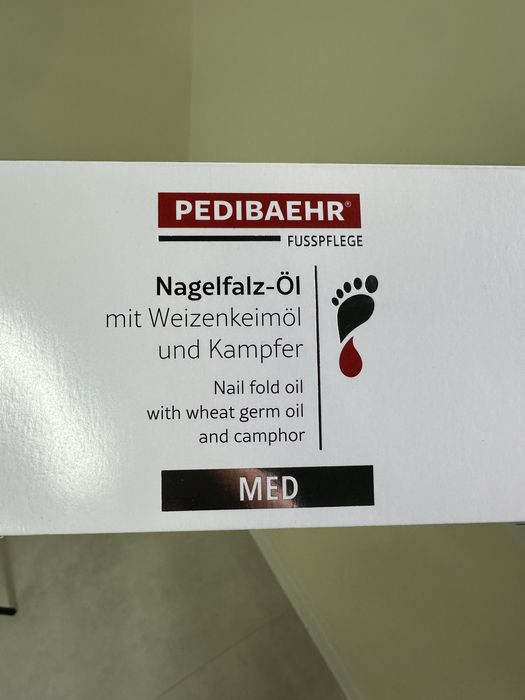 PEDIBAEHR®
FUSSPFLEGE
Nagelfalz-Öl
mit Weizenkeimöl
und Kampfer
Nail fold oil
with wheat germ oil
and camphor
MED